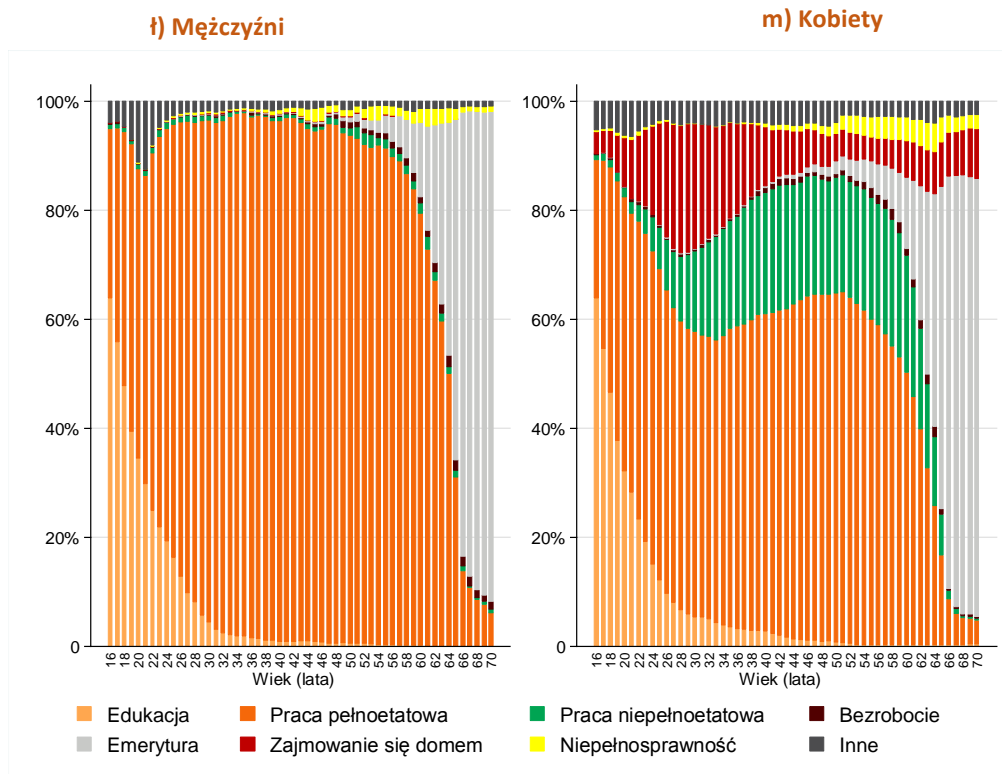 ł) Mężczyźni
m) Kobiety
100%
80%
60%
40%
20%
0
16 18 20 22 24 26 28 30 32 34 36 38 40 42 44 46 48 50 52 54 56 58 60 62 64 66 68 70
Wiek (lata)
100%
80%
60%
40%
20%
0
16 18 20 22 24 26 28 30 32 34 36 38 40 42 44 46 48 50 52 54 56 58 60 62 64 66 68 70
Wiek (lata)
Edukacja Praca pełnoetatowa Praca niepełnoetatowa Bezrobocie
Emerytura Zajmowanie się domem Niepełnosprawność Inne